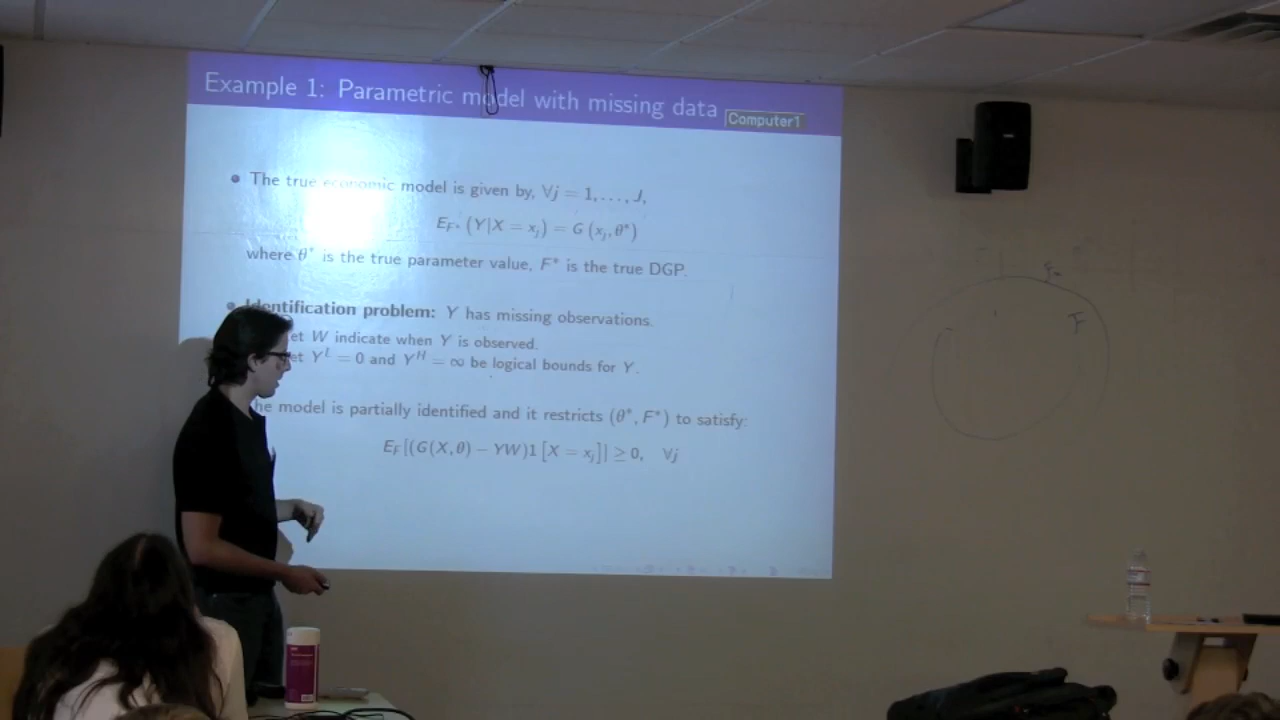 Example 1: Parametric model with missing data
Computer1
The true economic model is given by, ∀j = 1, . . . , J,
E_F* (Y|X = x_j) = G (x_j, θ*)
where θ* is the true parameter value, F* is the true DGP.
Identification problem: Y has missing observations.
et W indicate when Y is observed.
et Y^L = 0 and Y^H = ∞ be logical bounds for Y.
he model is partially identified and it restricts (θ*, F*) to satisfy:
E_F [(G(X, θ) − YW)1 [X = x_j]] ≥ 0, ∀j